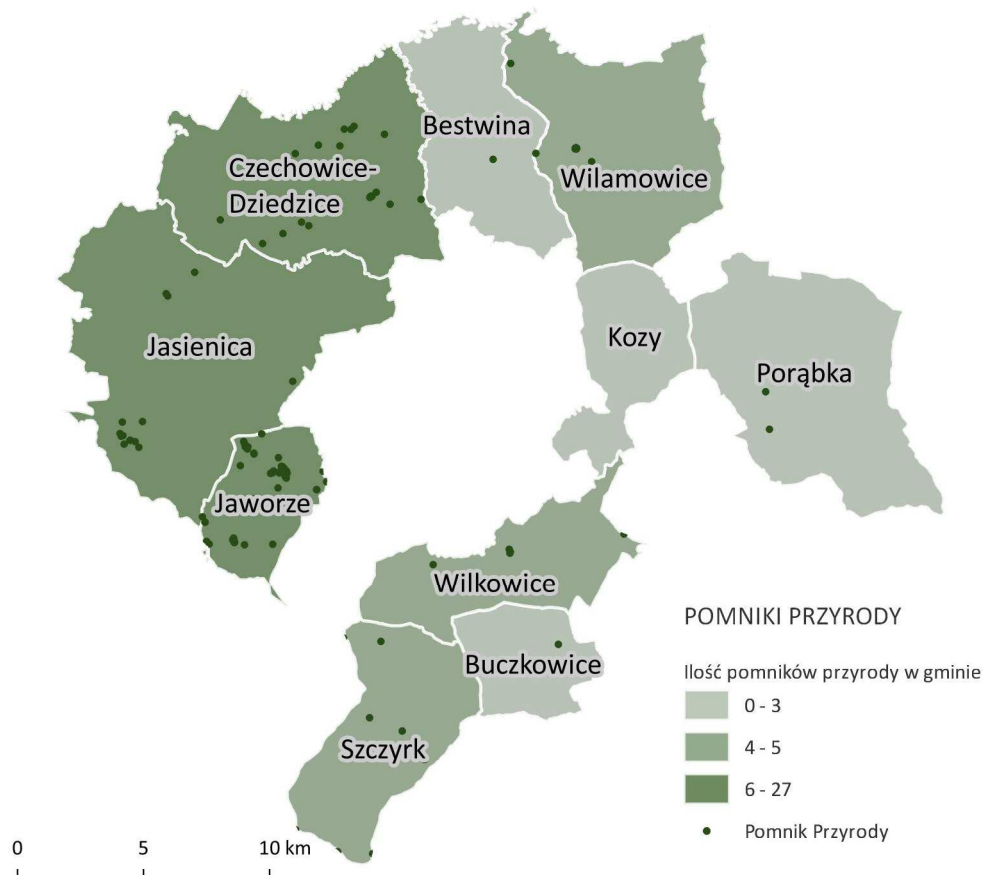 Bestwina
Czechowice-
Dziedzice
Wilamowice
Jasienica
Kozy
Porąbka
Jaworze
Wilkowice
Buczkowice
Szczyrk
POMNIKI PRZYRODY
Ilość pomników przyrody w gminie
0 - 3
4 - 5
6 - 27
Pomnik Przyrody
0 5 10 km